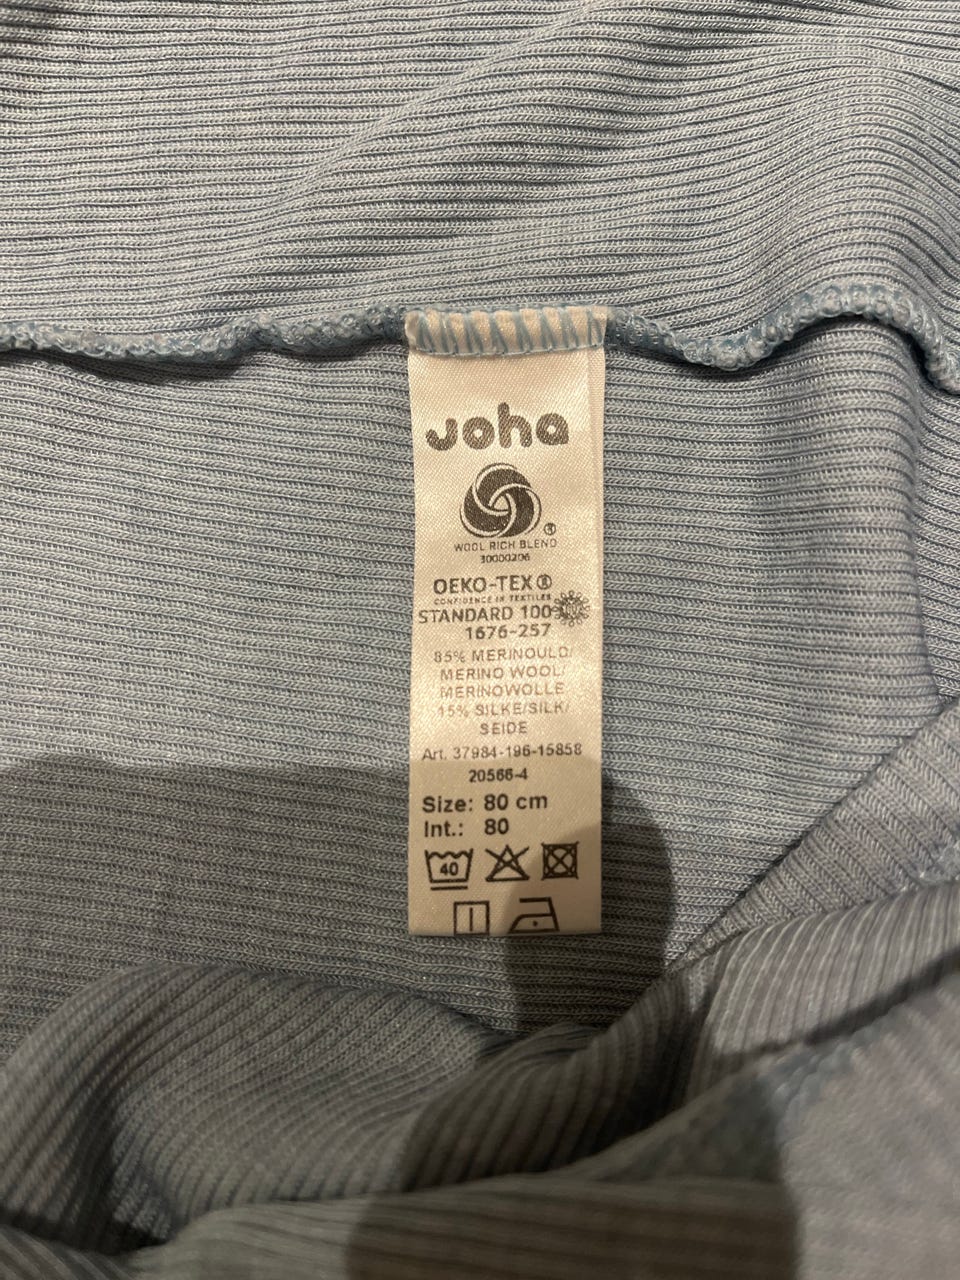 Joha
®
WOOL RICH BLEND
30000206
OEKO-TEX®
CONFIDENCE IN TEXTILES
STANDARD 100
1676-257
85% MERINOULD/
MERINO WOOL/
MERINOWOLLE
15% SILKE/SILK/
SEIDE
Art. 37984-196-15858
20566-4
Size: 80 cm
Int.: 80
40